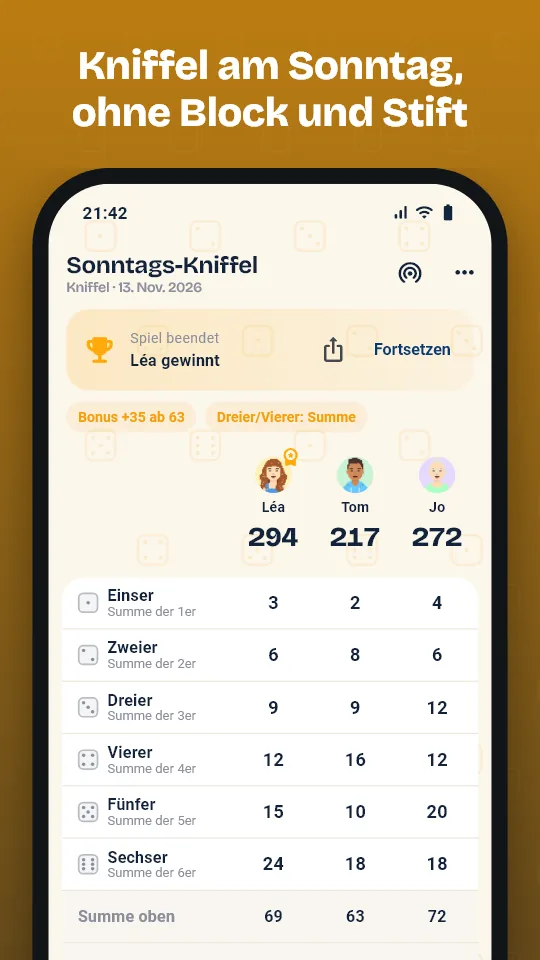 Kniffel am Sonntag,
ohne Block und Stift
21:42
Sonntags-Kniffel
Kniffel · 13. Nov. 2026
Spiel beendet
Léa gewinnt
Fortsetzen
Bonus +35 ab 63
Dreier/Vierer: Summe
Léa Tom Jo
294 217 272
Einser 3 2 4
Summe der 1er
Zweier 6 8 6
Summe der 2er
Dreier 9 9 12
Summe der 3er
Vierer 12 16 12
Summe der 4er
Fünfer 15 10 20
Summe der 5er
Sechser 24 18 18
Summe der 6er
Summe oben 69 63 72